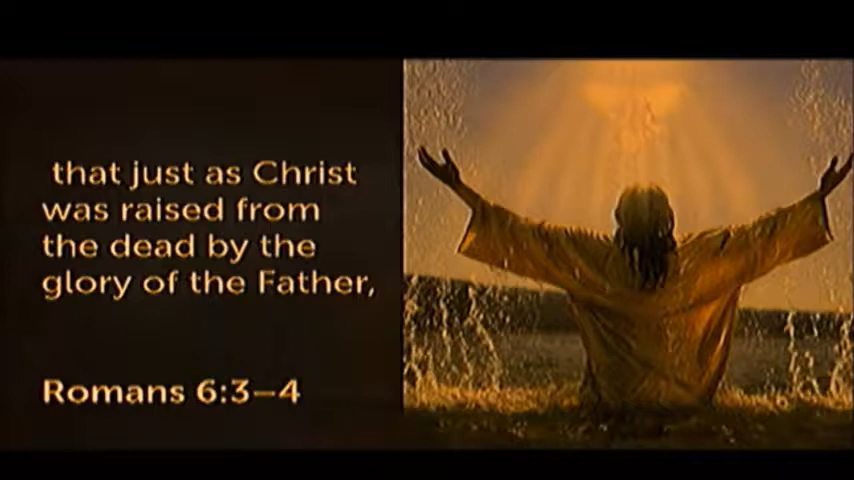 that just as Christ
was raised from
the dead by the
glory of the Father,
Romans 6:3–4